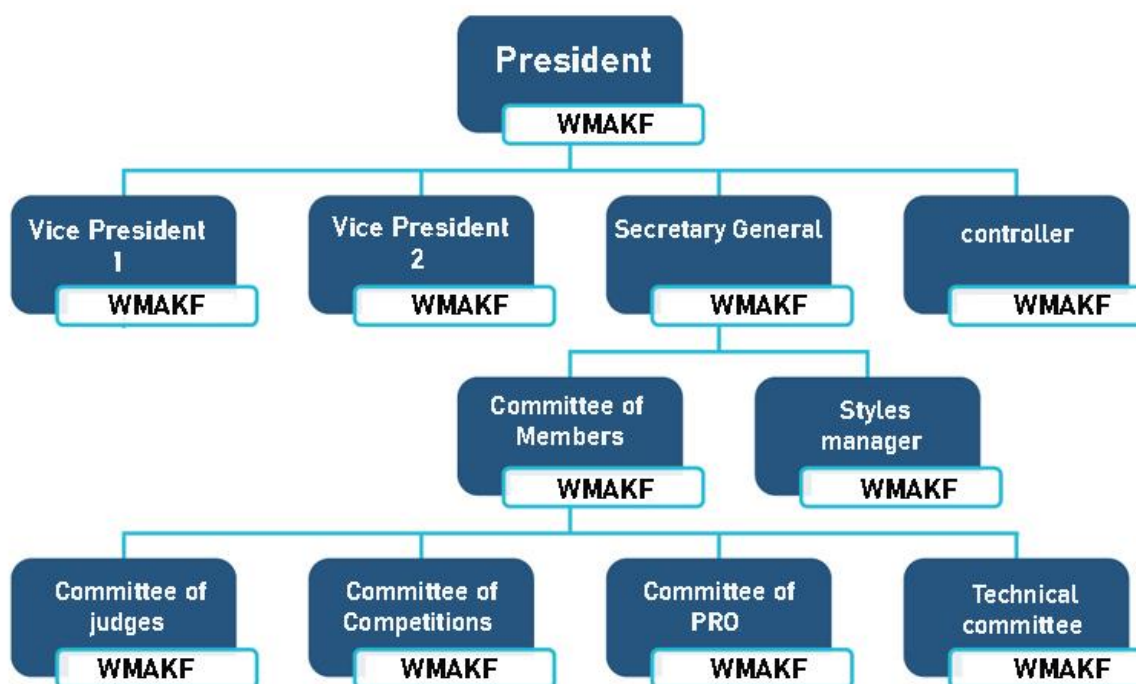 President
WMAKF
Vice President
1
WMAKF
Vice President
2
WMAKF
Secretary General
WMAKF
controller
WMAKF
Committee of
Members
WMAKF
Styles
manager
WMAKF
Committee of
judges
WMAKF
Committee of
Competitions
WMAKF
Committee of
PRO
WMAKF
Technical
committee
WMAKF